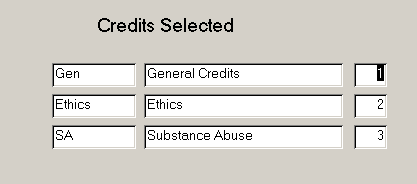 Credits Selected
Gen General Credits 1
Ethics Ethics 2
SA Substance Abuse 3